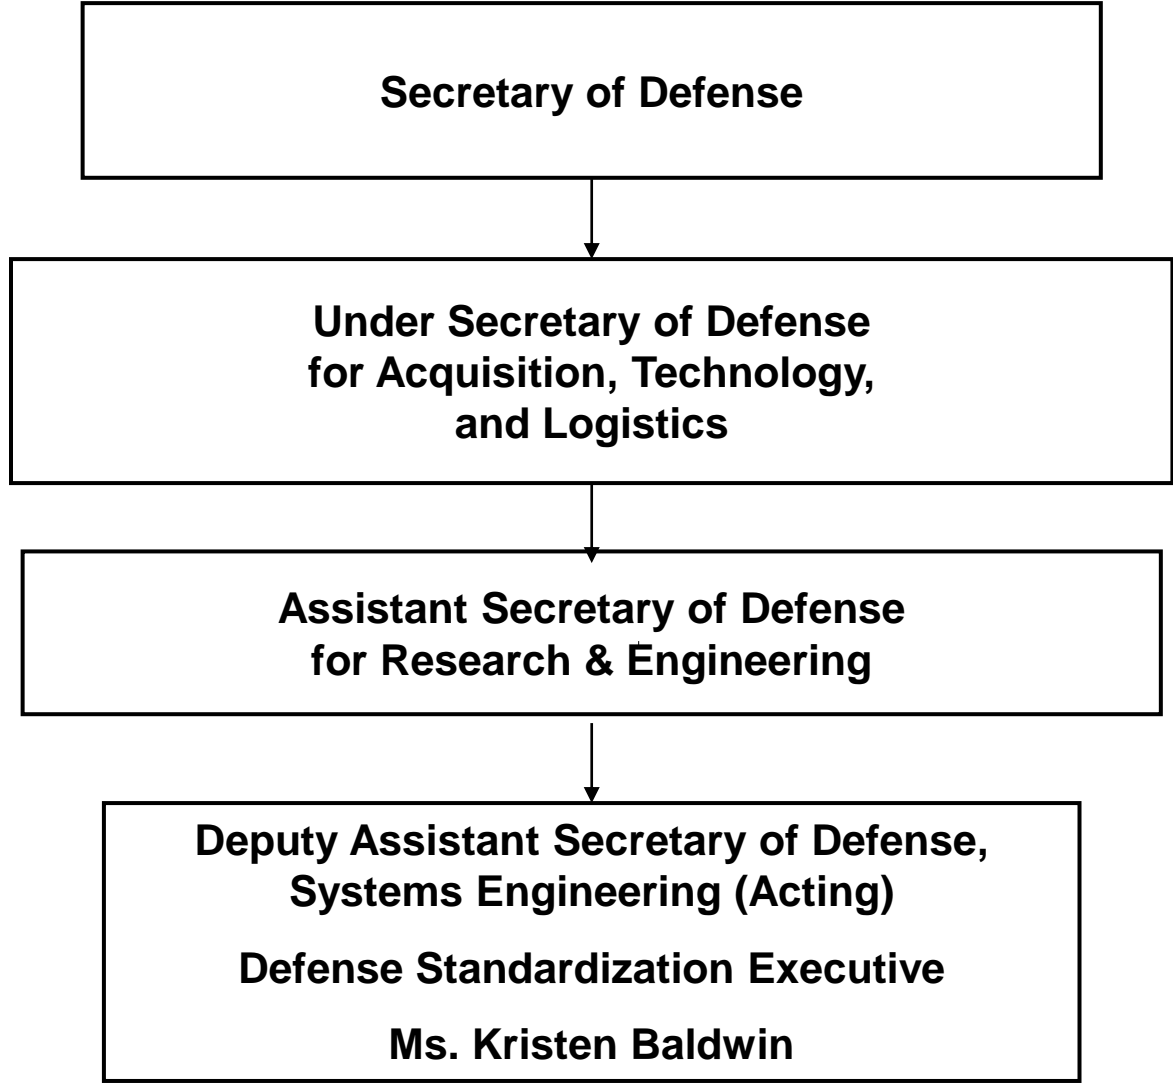 Secretary of Defense
Under Secretary of Defense
for Acquisition, Technology,
and Logistics
Assistant Secretary of Defense
for Research & Engineering
Deputy Assistant Secretary of Defense,
Systems Engineering (Acting)
Defense Standardization Executive
Ms. Kristen Baldwin